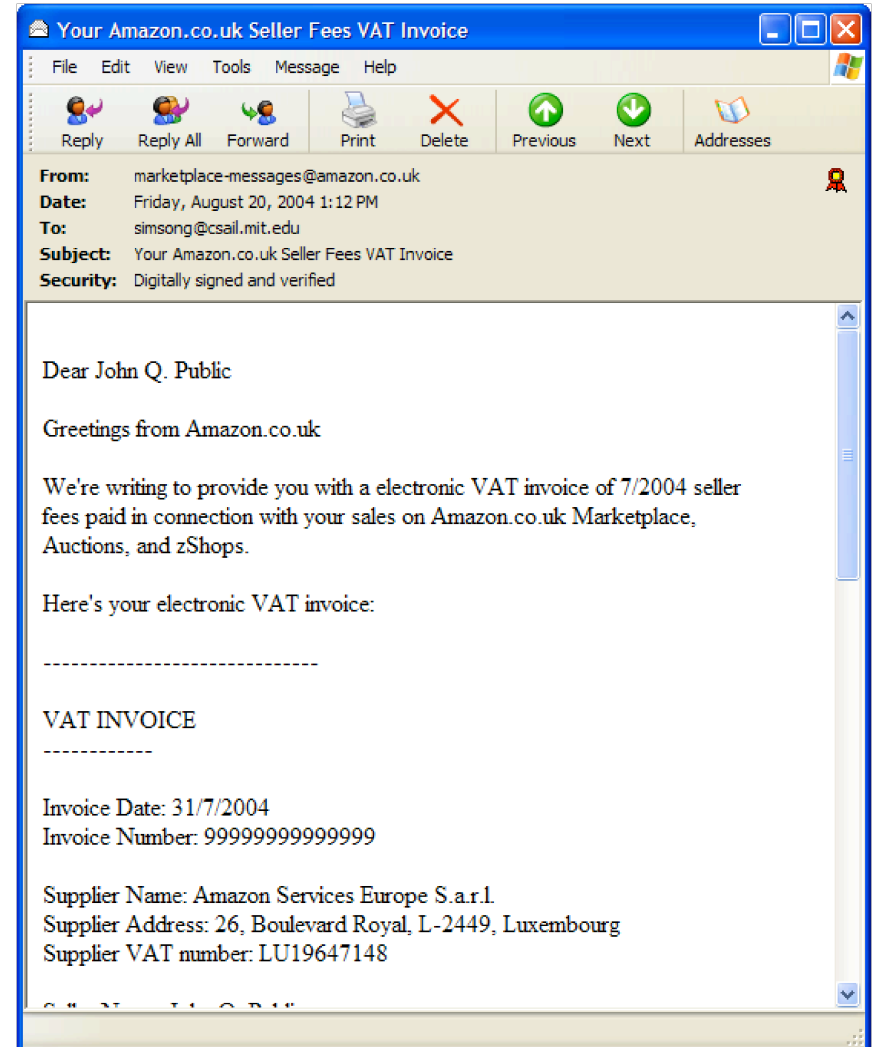 Your Amazon.co.uk Seller Fees VAT Invoice
File Edit View Tools Message Help
Reply Reply All Forward Print Delete Previous Next Addresses
From: marketplace-messages@amazon.co.uk
Date: Friday, August 20, 2004 1:12 PM
To: simsong@csail.mit.edu
Subject: Your Amazon.co.uk Seller Fees VAT Invoice
Security: Digitally signed and verified
Dear John Q. Public
Greetings from Amazon.co.uk
We're writing to provide you with a electronic VAT invoice of 7/2004 seller
fees paid in connection with your sales on Amazon.co.uk Marketplace,
Auctions, and zShops.
Here's your electronic VAT invoice:
------------------------------
VAT INVOICE
------------
Invoice Date: 31/7/2004
Invoice Number: 99999999999999
Supplier Name: Amazon Services Europe S.a.r.l.
Supplier Address: 26, Boulevard Royal, L-2449, Luxembourg
Supplier VAT number: LU19647148